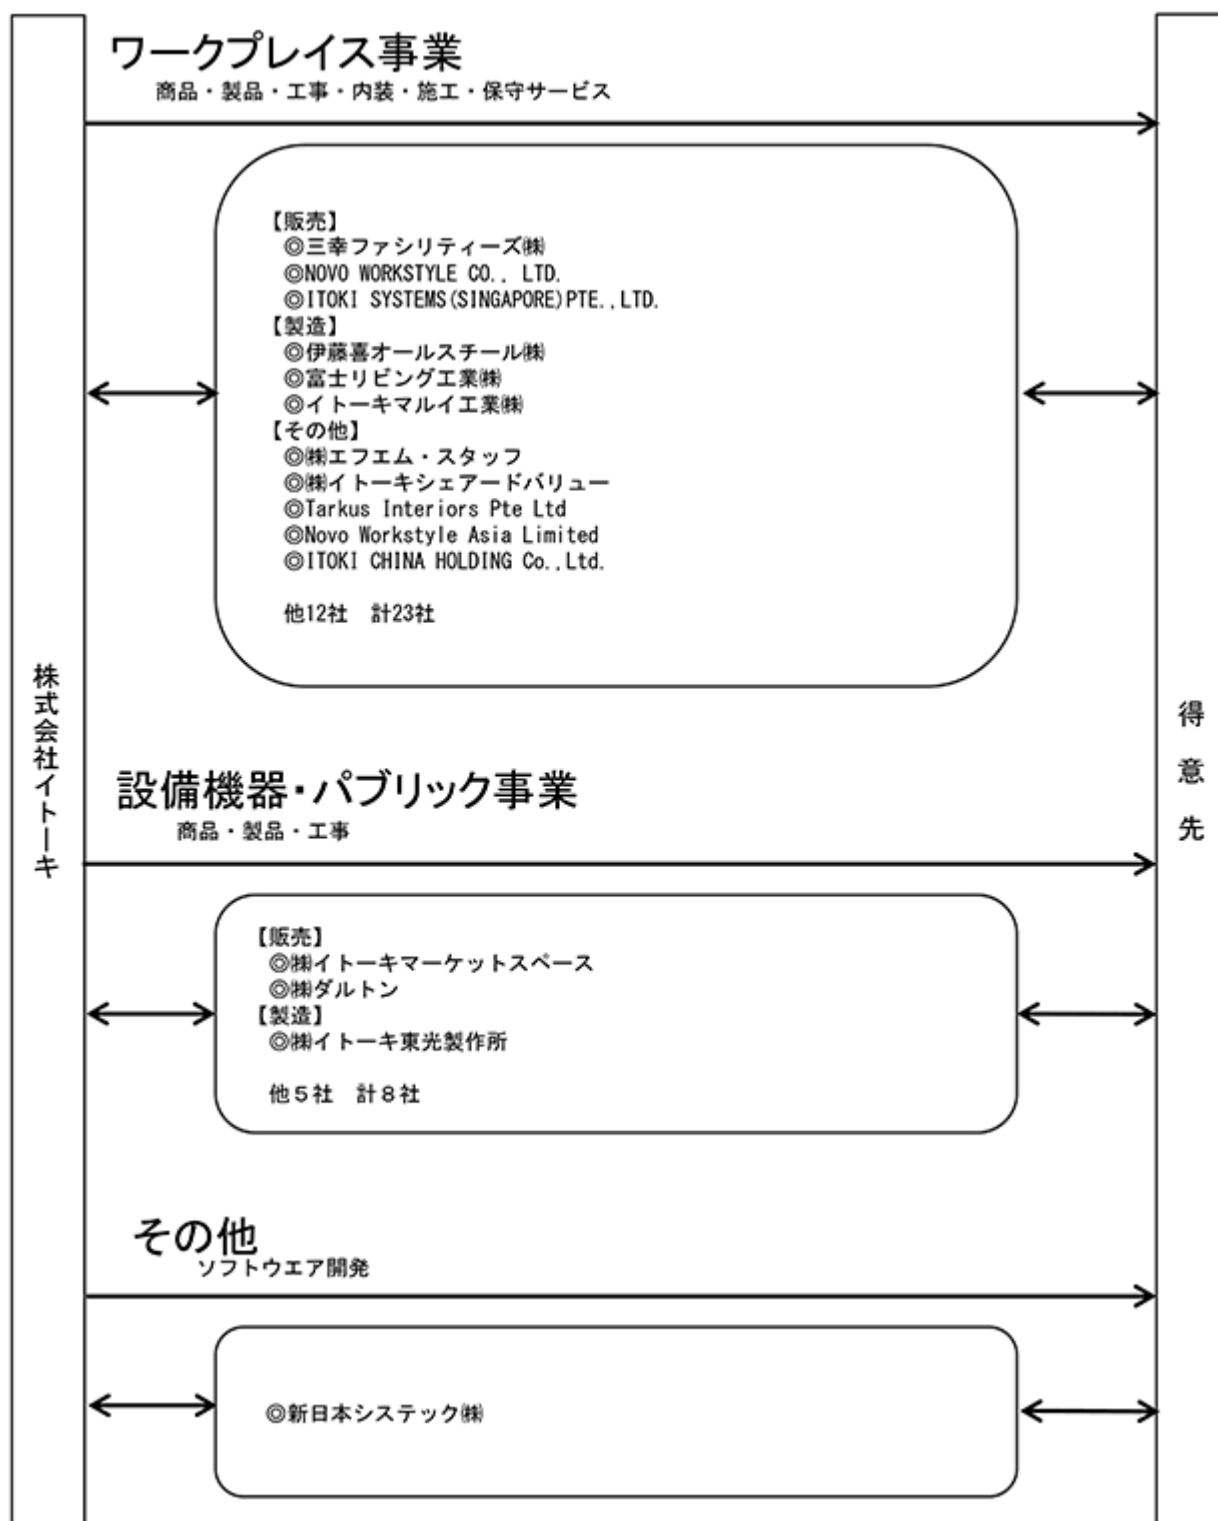 ワークプレイス事業
商品・製品・工事・内装・施工・保守サービス
【販売】
◎三幸ファシリティーズ㈱
◎NOVO WORKSTYLE CO., LTD.
◎ITOKI SYSTEMS(SINGAPORE)PTE.,LTD.
【製造】
◎伊藤喜オールスチール㈱
◎富士リビング工業㈱
◎イトーキマルイ工業㈱
【その他】
◎㈱エフエム・スタッフ
◎㈱イトーキシェアードバリュー
◎Tarkus Interiors Pte Ltd
◎Novo Workstyle Asia Limited
◎ITOKI CHINA HOLDING Co.,Ltd.
他12社　計23社
株式会社イトーキ
得意先
設備機器・パブリック事業
商品・製品・工事
【販売】
◎㈱イトーキマーケットスペース
◎㈱ダルトン
【製造】
◎㈱イトーキ東光製作所
他５社　計８社
その他
ソフトウエア開発
◎新日本システック㈱